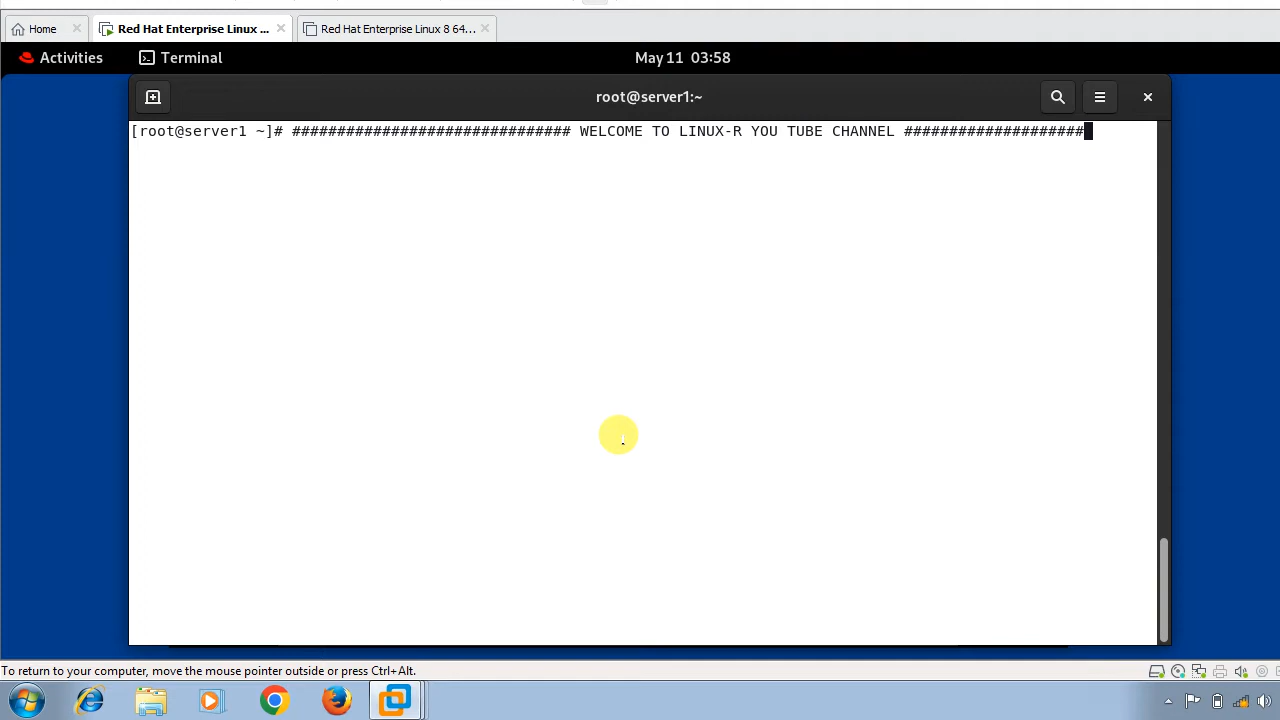 Home
Red Hat Enterprise Linux ...
Red Hat Enterprise Linux 8 64...
Activities
Terminal
May 11 03:58
root@server1:~
[root@server1 ~]# ############################### WELCOME TO LINUX-R YOU TUBE CHANNEL ####################
To return to your computer, move the mouse pointer outside or press Ctrl+Alt.